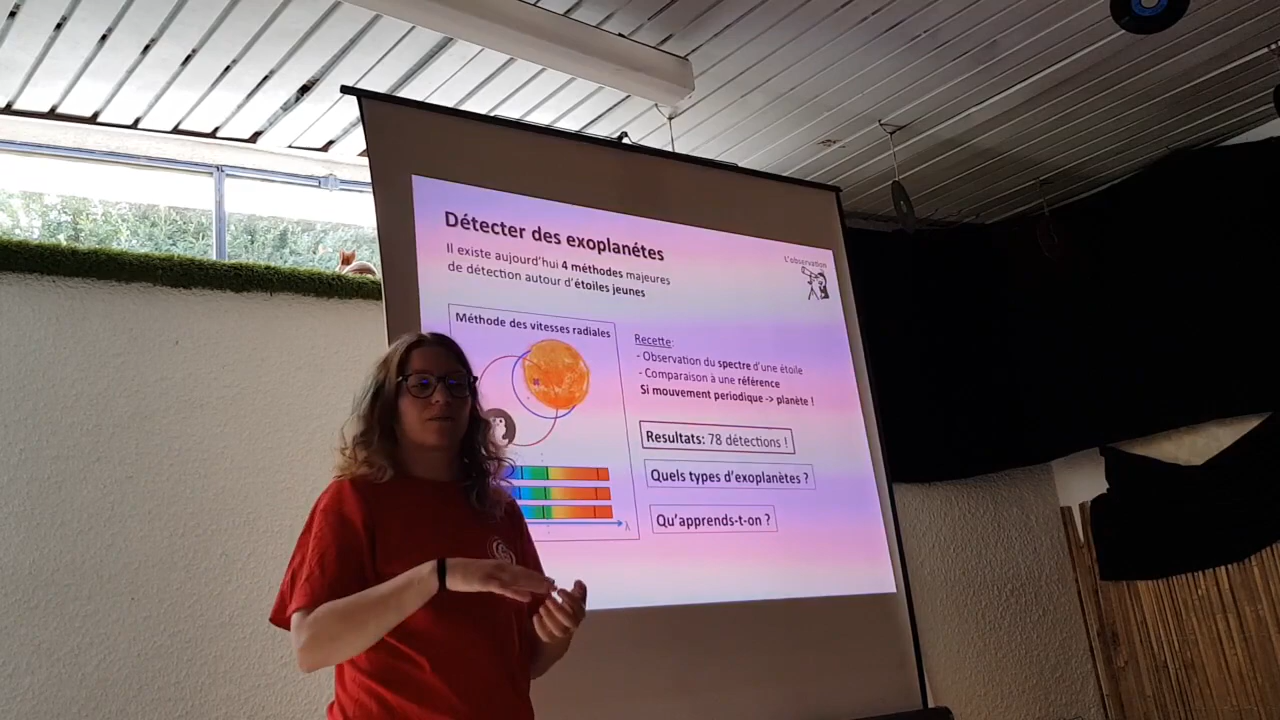 Détecter des exoplanétes
Il existe aujourd'hui 4 méthodes majeures
de détection autour d'étoiles jeunes
L'observation
Méthode des vitesses radiales
λ
Recette:
- Observation du spectre d'une étoile
- Comparaison à une référence
Si mouvement periodique -> planète !
Resultats: 78 détections !
Quels types d'exoplanètes ?
Qu'apprends-t-on ?